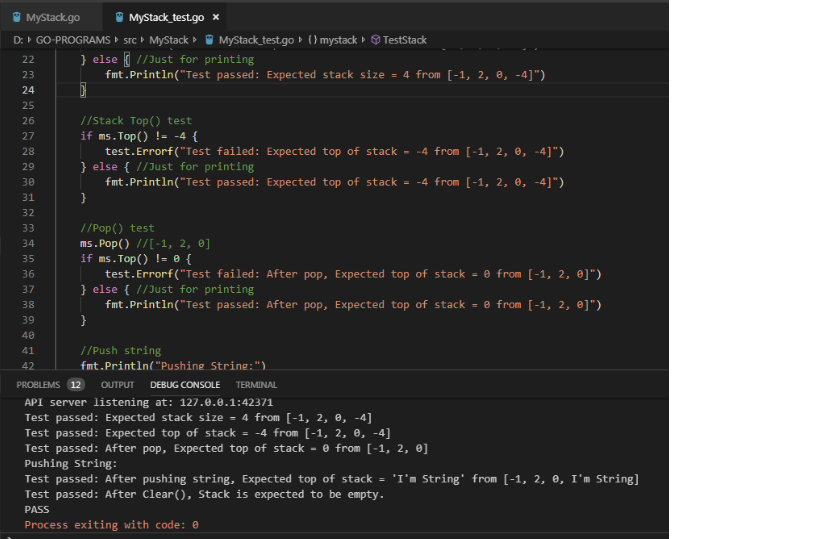 MyStack.go MyStack_test.go ×
D: › GO-PROGRAMS › src › MyStack › MyStack_test.go › {} mystack › TestStack
22 } else { //Just for printing
23 fmt.Println("Test passed: Expected stack size = 4 from [-1, 2, 0, -4]")
24 }
25
26 //Stack Top() test
27 if ms.Top() != -4 {
28 test.Errorf("Test failed: Expected top of stack = -4 from [-1, 2, 0, -4]")
29 } else { //Just for printing
30 fmt.Println("Test passed: Expected top of stack = -4 from [-1, 2, 0, -4]")
31 }
32
33 //Pop() test
34 ms.Pop() //[-1, 2, 0]
35 if ms.Top() != 0 {
36 test.Errorf("Test failed: After pop, Expected top of stack = 0 from [-1, 2, 0]")
37 } else { //Just for printing
38 fmt.Println("Test passed: After pop, Expected top of stack = 0 from [-1, 2, 0]")
39 }
40
41 //Push string
42 fmt.Println("Pushing String:")
PROBLEMS 12 OUTPUT DEBUG CONSOLE TERMINAL
API server listening at: 127.0.0.1:42371
Test passed: Expected stack size = 4 from [-1, 2, 0, -4]
Test passed: Expected top of stack = -4 from [-1, 2, 0, -4]
Test passed: After pop, Expected top of stack = 0 from [-1, 2, 0]
Pushing String:
Test passed: After pushing string, Expected top of stack = 'I'm String' from [-1, 2, 0, I'm String]
Test passed: After Clear(), Stack is expected to be empty.
PASS
Process exiting with code: 0